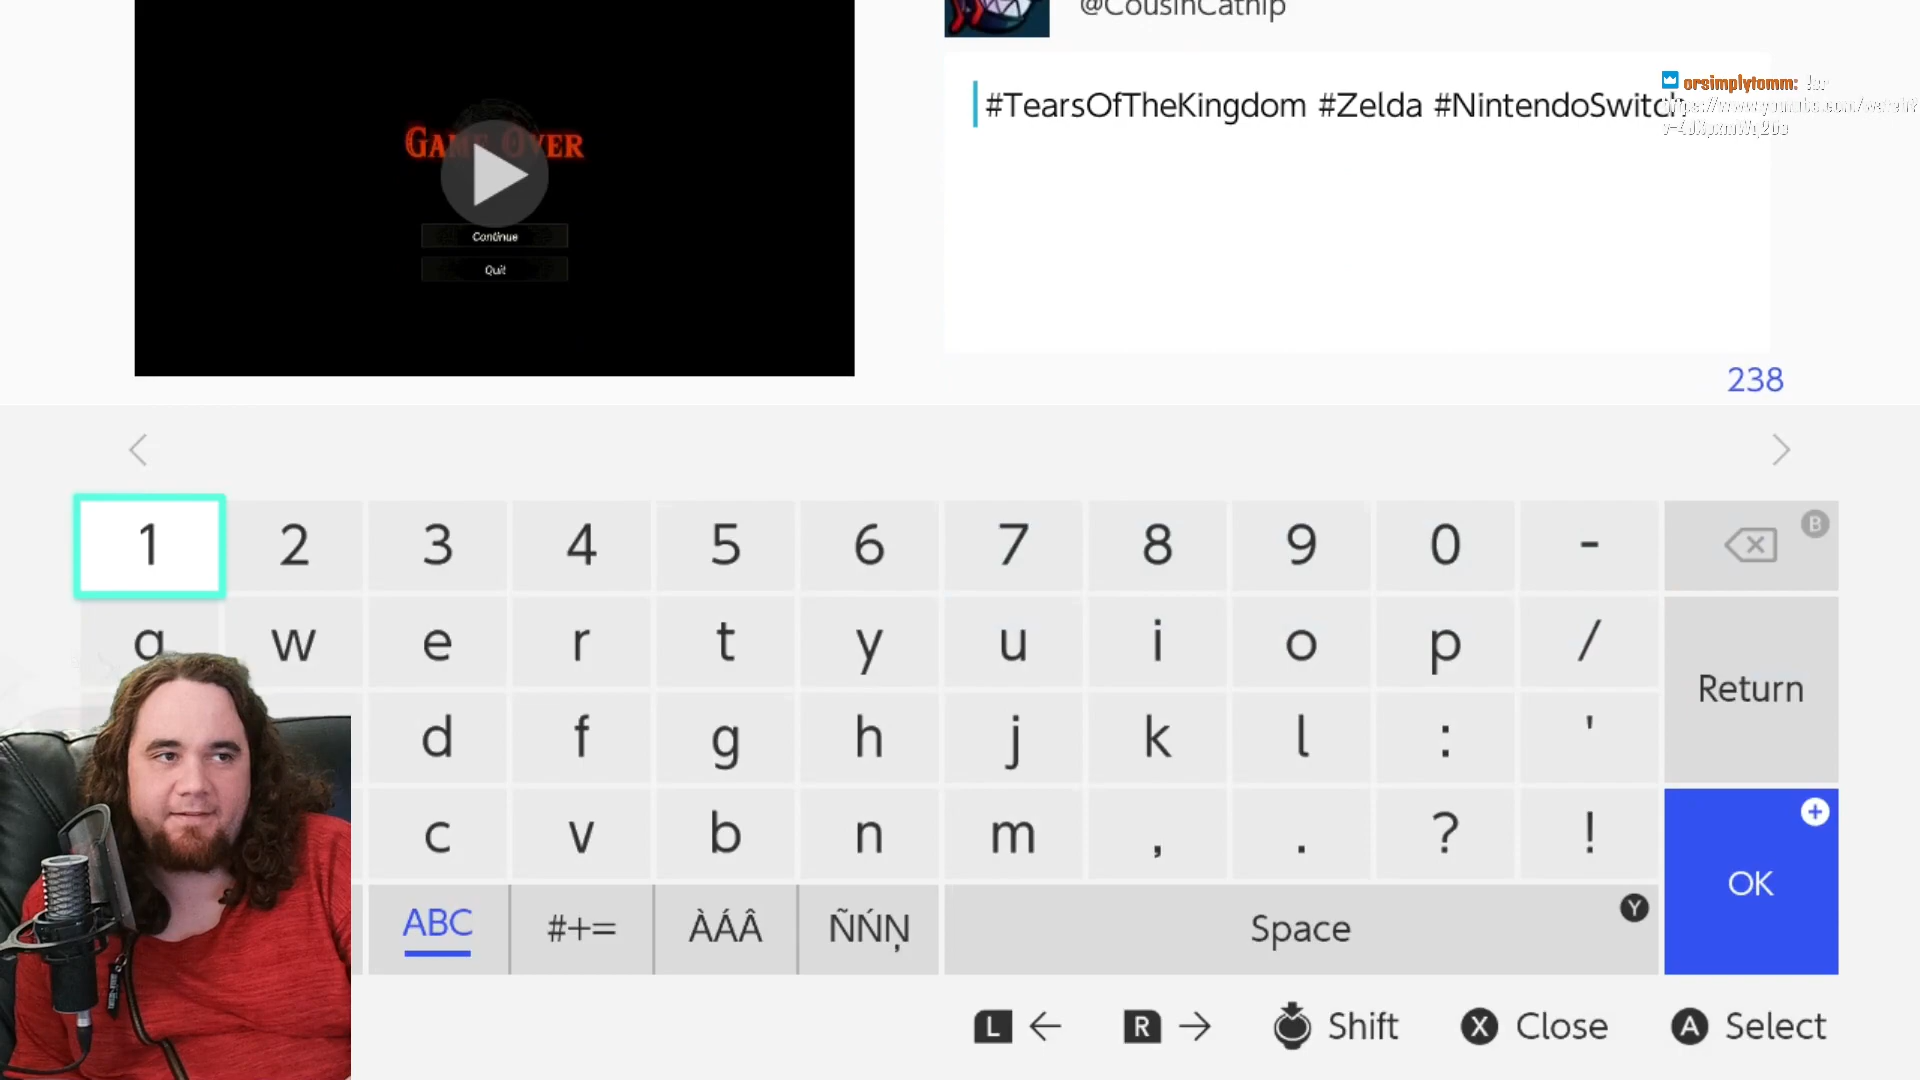 @CousinCatnip
GAME OVER
Continue
Quit
#TearsOfTheKingdom #Zelda #NintendoSwitch
orsimplytomm:
238
1 2 3 4 5 6 7 8 9 0 - B
q w e r t y u i o p /
Return
d f g h j k l : '
c v b n m , . ? !
OK
ABC #+= ÀÁÂ ÑŃŅ Space Y
L ← R → Shift X Close A Select